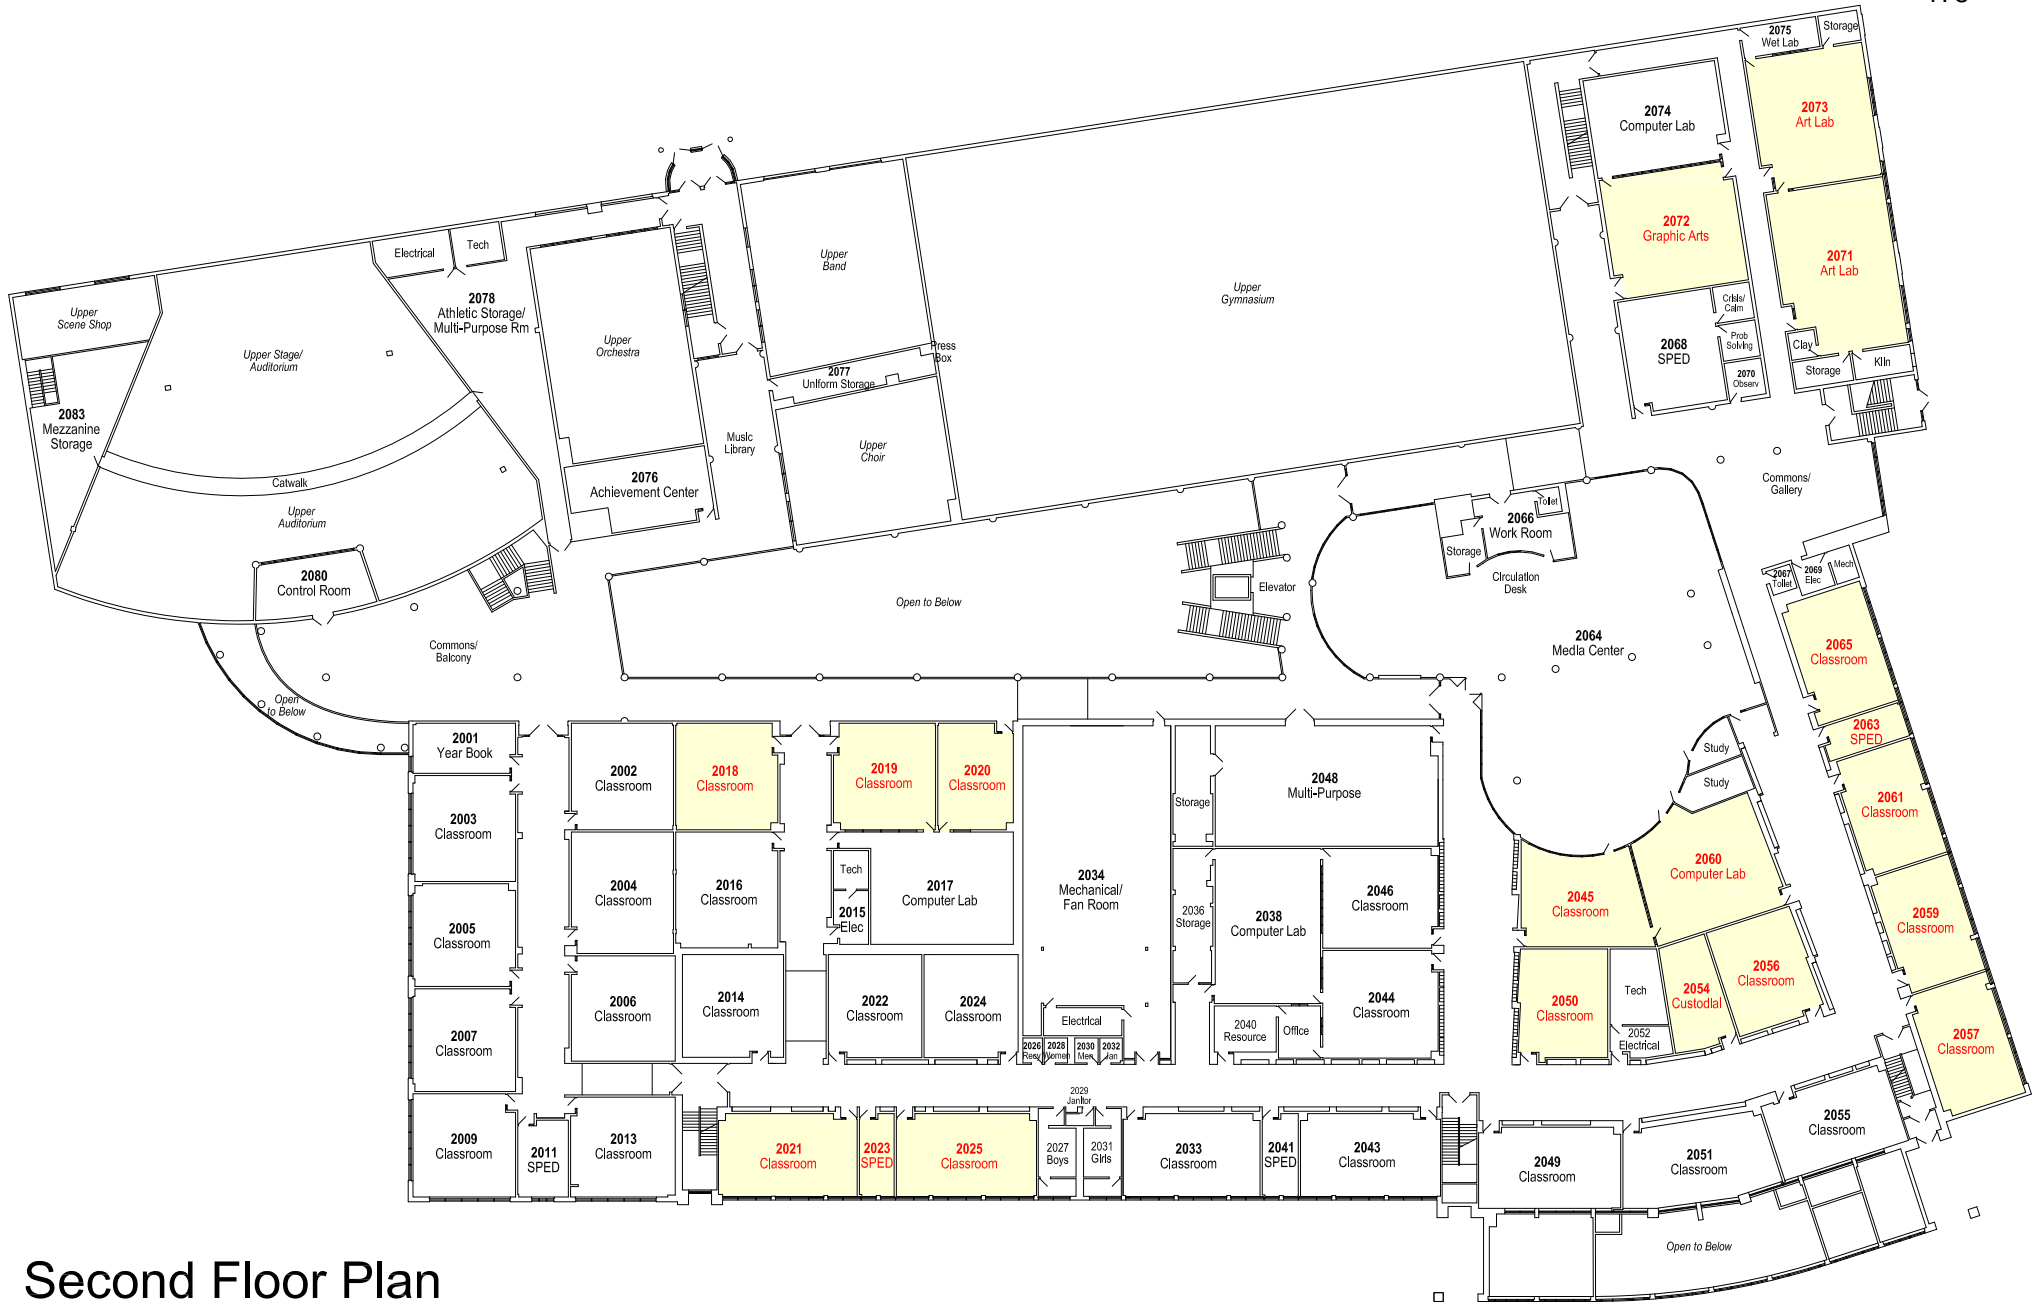 2075
Wet Lab
Storage
2074
Computer Lab
2073
Art Lab
2072
Graphic Arts
2071
Art Lab
Crisis/
Calm
Prob
Solving
2070
Observ
2068
SPED
Clay
Storage
Kiln
Electrical
Tech
2078
Athletic Storage/
Multi-Purpose Rm
Upper
Scene Shop
Upper Stage/
Auditorium
Upper
Orchestra
Upper
Band
Upper
Gymnasium
Press
Box
2077
Uniform Storage
2083
Mezzanine
Storage
Music
Library
Upper
Choir
2076
Achievement Center
Catwalk
Upper
Auditorium
2080
Control Room
Commons/
Balcony
Open
to Below
Open to Below
Elevator
Toilet
2066
Work Room
Storage
Circulation
Desk
2064
Media Center
Commons/
Gallery
2067
Toilet
2069
Elec
Mech
2065
Classroom
2063
SPED
2061
Classroom
2059
Classroom
2057
Classroom
Study
Study
2060
Computer Lab
2045
Classroom
2050
Classroom
Tech
2052
Electrical
2054
Custodial
2056
Classroom
2001
Year Book
2002
Classroom
2018
Classroom
2019
Classroom
2020
Classroom
2003
Classroom
2004
Classroom
2016
Classroom
Tech
2015
Elec
2017
Computer Lab
2034
Mechanical/
Fan Room
Storage
2048
Multi-Purpose
2036
Storage
2038
Computer Lab
2046
Classroom
2044
Classroom
2040
Resource
Office
2005
Classroom
2006
Classroom
2014
Classroom
2022
Classroom
2024
Classroom
Electrical
2026
Recy
2028
Women
2030
Men
2032
Jan
2007
Classroom
2009
Classroom
2011
SPED
2013
Classroom
2021
Classroom
2023
SPED
2025
Classroom
2029
Janitor
2027
Boys
2031
Girls
2033
Classroom
2041
SPED
2043
Classroom
2049
Classroom
2051
Classroom
2055
Classroom
Open to Below
Second Floor Plan